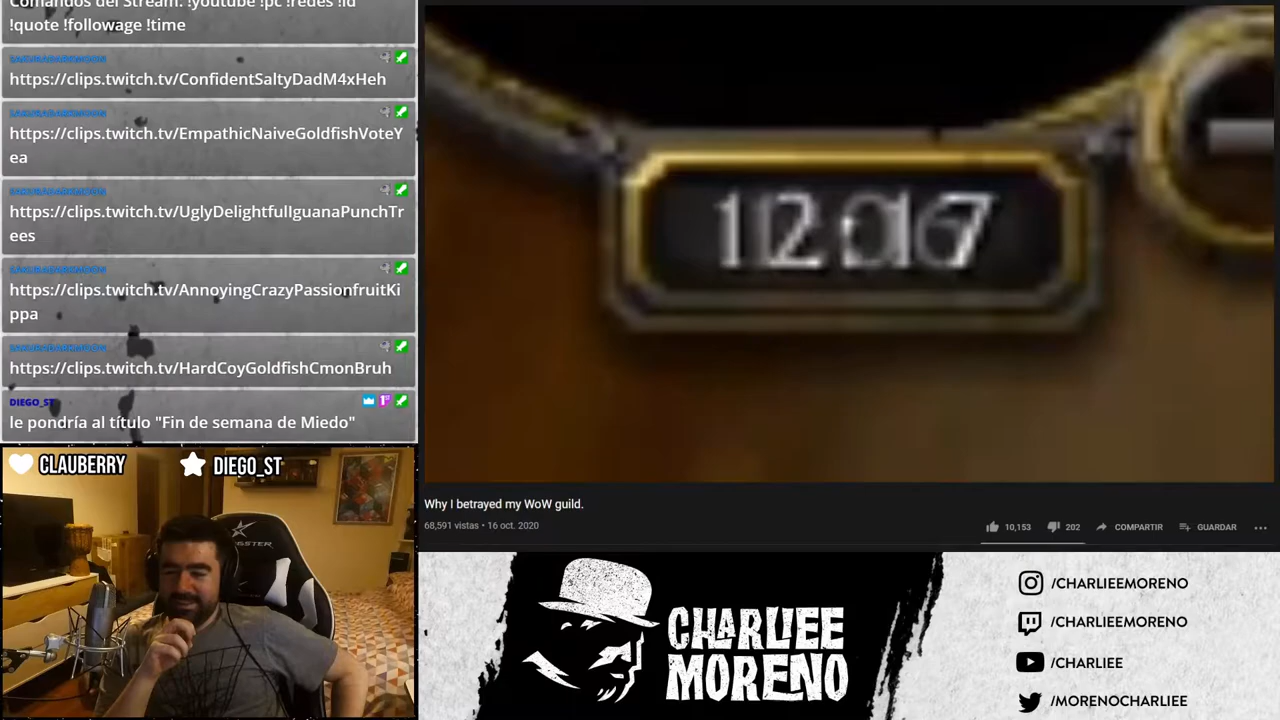 Comandos del Stream: !youtube !pc !redes !id
!quote !followage !time
https://clips.twitch.tv/ConfidentSaltyDadM4xHeh
https://clips.twitch.tv/EmpathicNaiveGoldfishVoteY
ea
https://clips.twitch.tv/UglyDelightfulIguanaPunchTr
ees
https://clips.twitch.tv/AnnoyingCrazyPassionfruitKi
ppa
https://clips.twitch.tv/HardCoyGoldfishCmonBruh
DIEGO_ST
le pondría al título "Fin de semana de Miedo"
CLAUBERRY
DIEGO_ST
Why I betrayed my WoW guild.
68,591 vistas • 16 oct. 2020
10,153
202
COMPARTIR
GUARDAR
CHARLIEE
MORENO
/CHARLIEEMORENO
/CHARLIEEMORENO
/CHARLIEE
/MORENOCHARLIEE